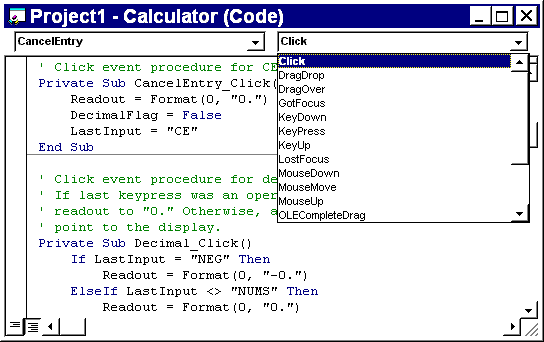 Project1 - Calculator (Code)
CancelEntry
Click
' Click event procedure for CE
Private Sub CancelEntry_Click(
Readout = Format(0, "0.")
DecimalFlag = False
LastInput = "CE"
End Sub
' Click event procedure for de
' If last keypress was an oper
' readout to "0." Otherwise, a
' point to the display.
Private Sub Decimal_Click()
If LastInput = "NEG" Then
Readout = Format(0, "-0.")
ElseIf LastInput <> "NUMS" Then
Readout = Format(0, "0.")
Click
DragDrop
DragOver
GotFocus
KeyDown
KeyPress
KeyUp
LostFocus
MouseDown
MouseMove
MouseUp
OLECompleteDrag